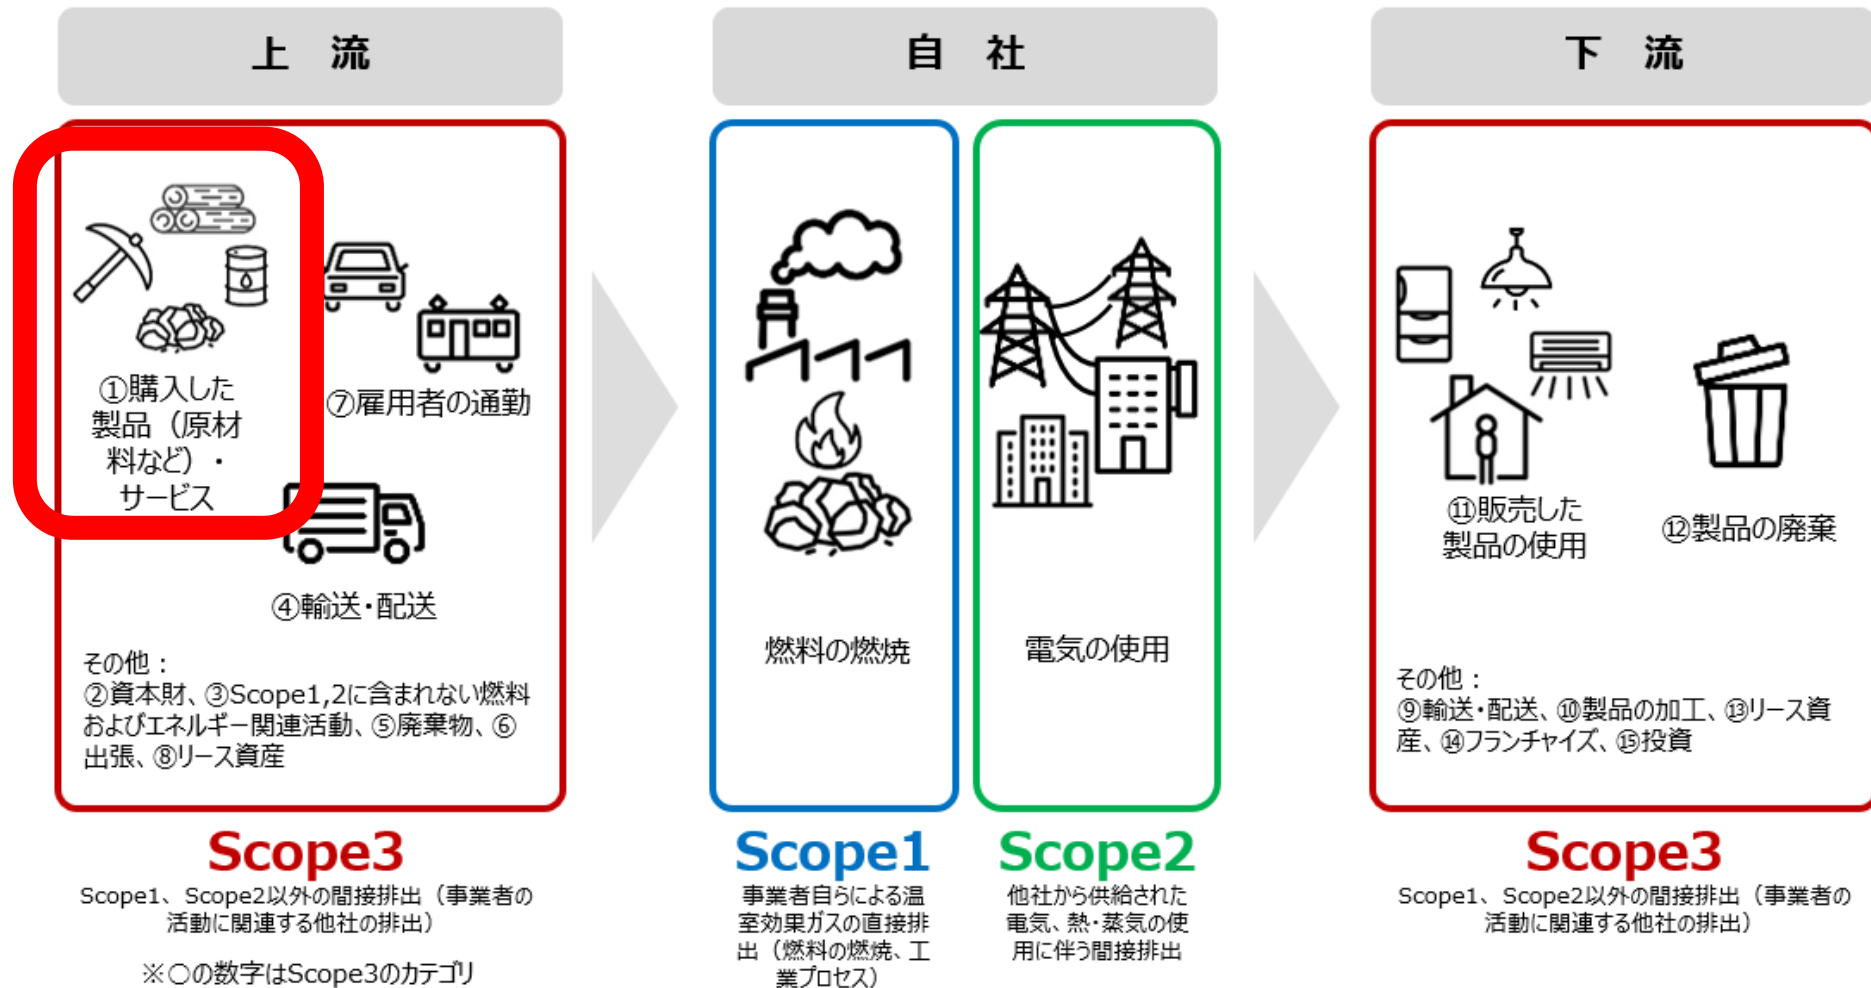 上 流
自 社
下 流
①購入した
製品（原材
料など）・
サービス
⑦雇用者の通勤
④輸送・配送
その他：
②資本財、③Scope1,2に含まれない燃料
およびエネルギー関連活動、⑤廃棄物、⑥
出張、⑧リース資産
燃料の燃焼
電気の使用
⑪販売した
製品の使用
⑫製品の廃棄
その他：
⑨輸送・配送、⑩製品の加工、⑬リース資
産、⑭フランチャイズ、⑮投資
Scope3
Scope1、Scope2以外の間接排出（事業者の
活動に関連する他社の排出）
※○の数字はScope3のカテゴリ
Scope1
事業者自らによる温
室効果ガスの直接排
出（燃料の燃焼、工
業プロセス）
Scope2
他社から供給された
電気、熱・蒸気の使
用に伴う間接排出
Scope3
Scope1、Scope2以外の間接排出（事業者の
活動に関連する他社の排出）